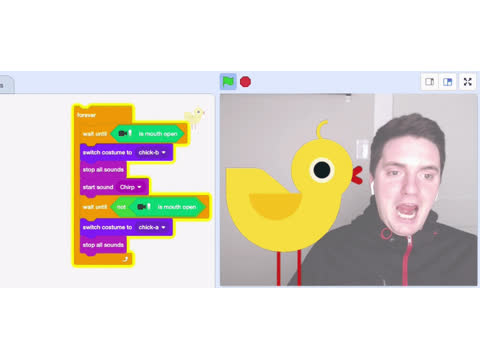 s
forever
wait until is mouth open
switch costume to chick-b
stop all sounds
start sound Chirp
wait until not is mouth open
switch costume to chick-a
stop all sounds